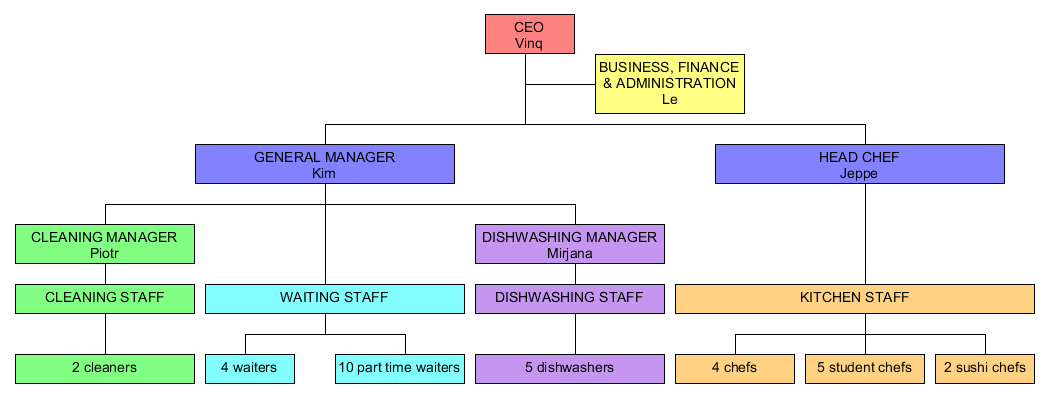 CEO
Vinq
BUSINESS, FINANCE
& ADMINISTRATION
Le
GENERAL MANAGER
Kim
HEAD CHEF
Jeppe
CLEANING MANAGER
Piotr
DISHWASHING MANAGER
Mirjana
CLEANING STAFF
WAITING STAFF
DISHWASHING STAFF
KITCHEN STAFF
2 cleaners
4 waiters
10 part time waiters
5 dishwashers
4 chefs
5 student chefs
2 sushi chefs